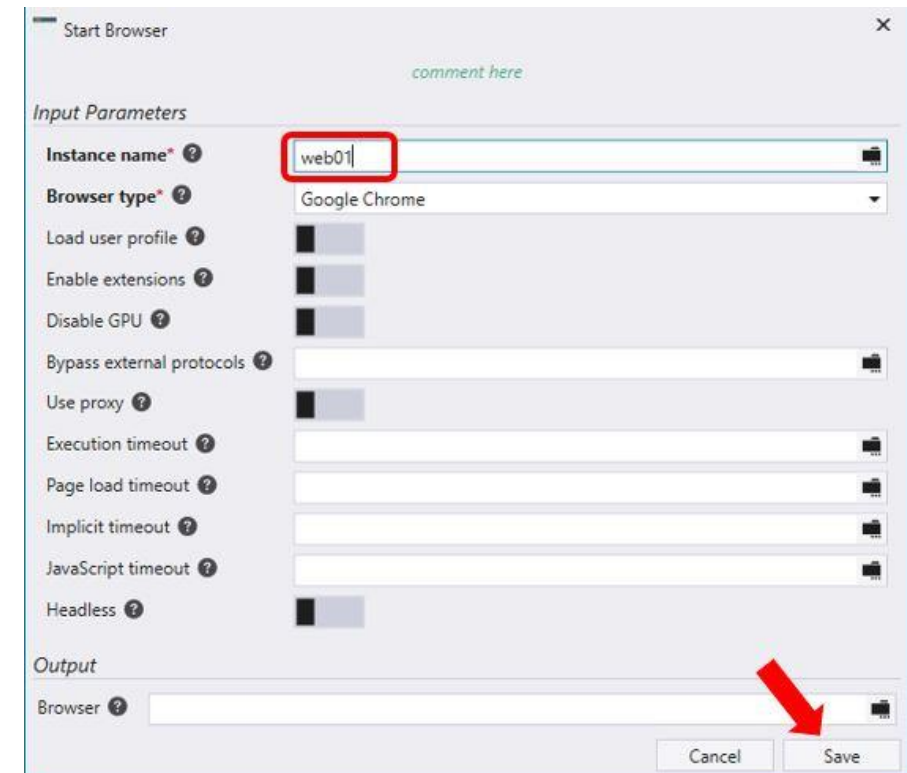 Start Browser
comment here
Input Parameters
Instance name* ?
web01
Browser type* ?
Google Chrome
Load user profile ?
Enable extensions ?
Disable GPU ?
Bypass external protocols ?
Use proxy ?
Execution timeout ?
Page load timeout ?
Implicit timeout ?
JavaScript timeout ?
Headless ?
Output
Browser ?
Cancel
Save